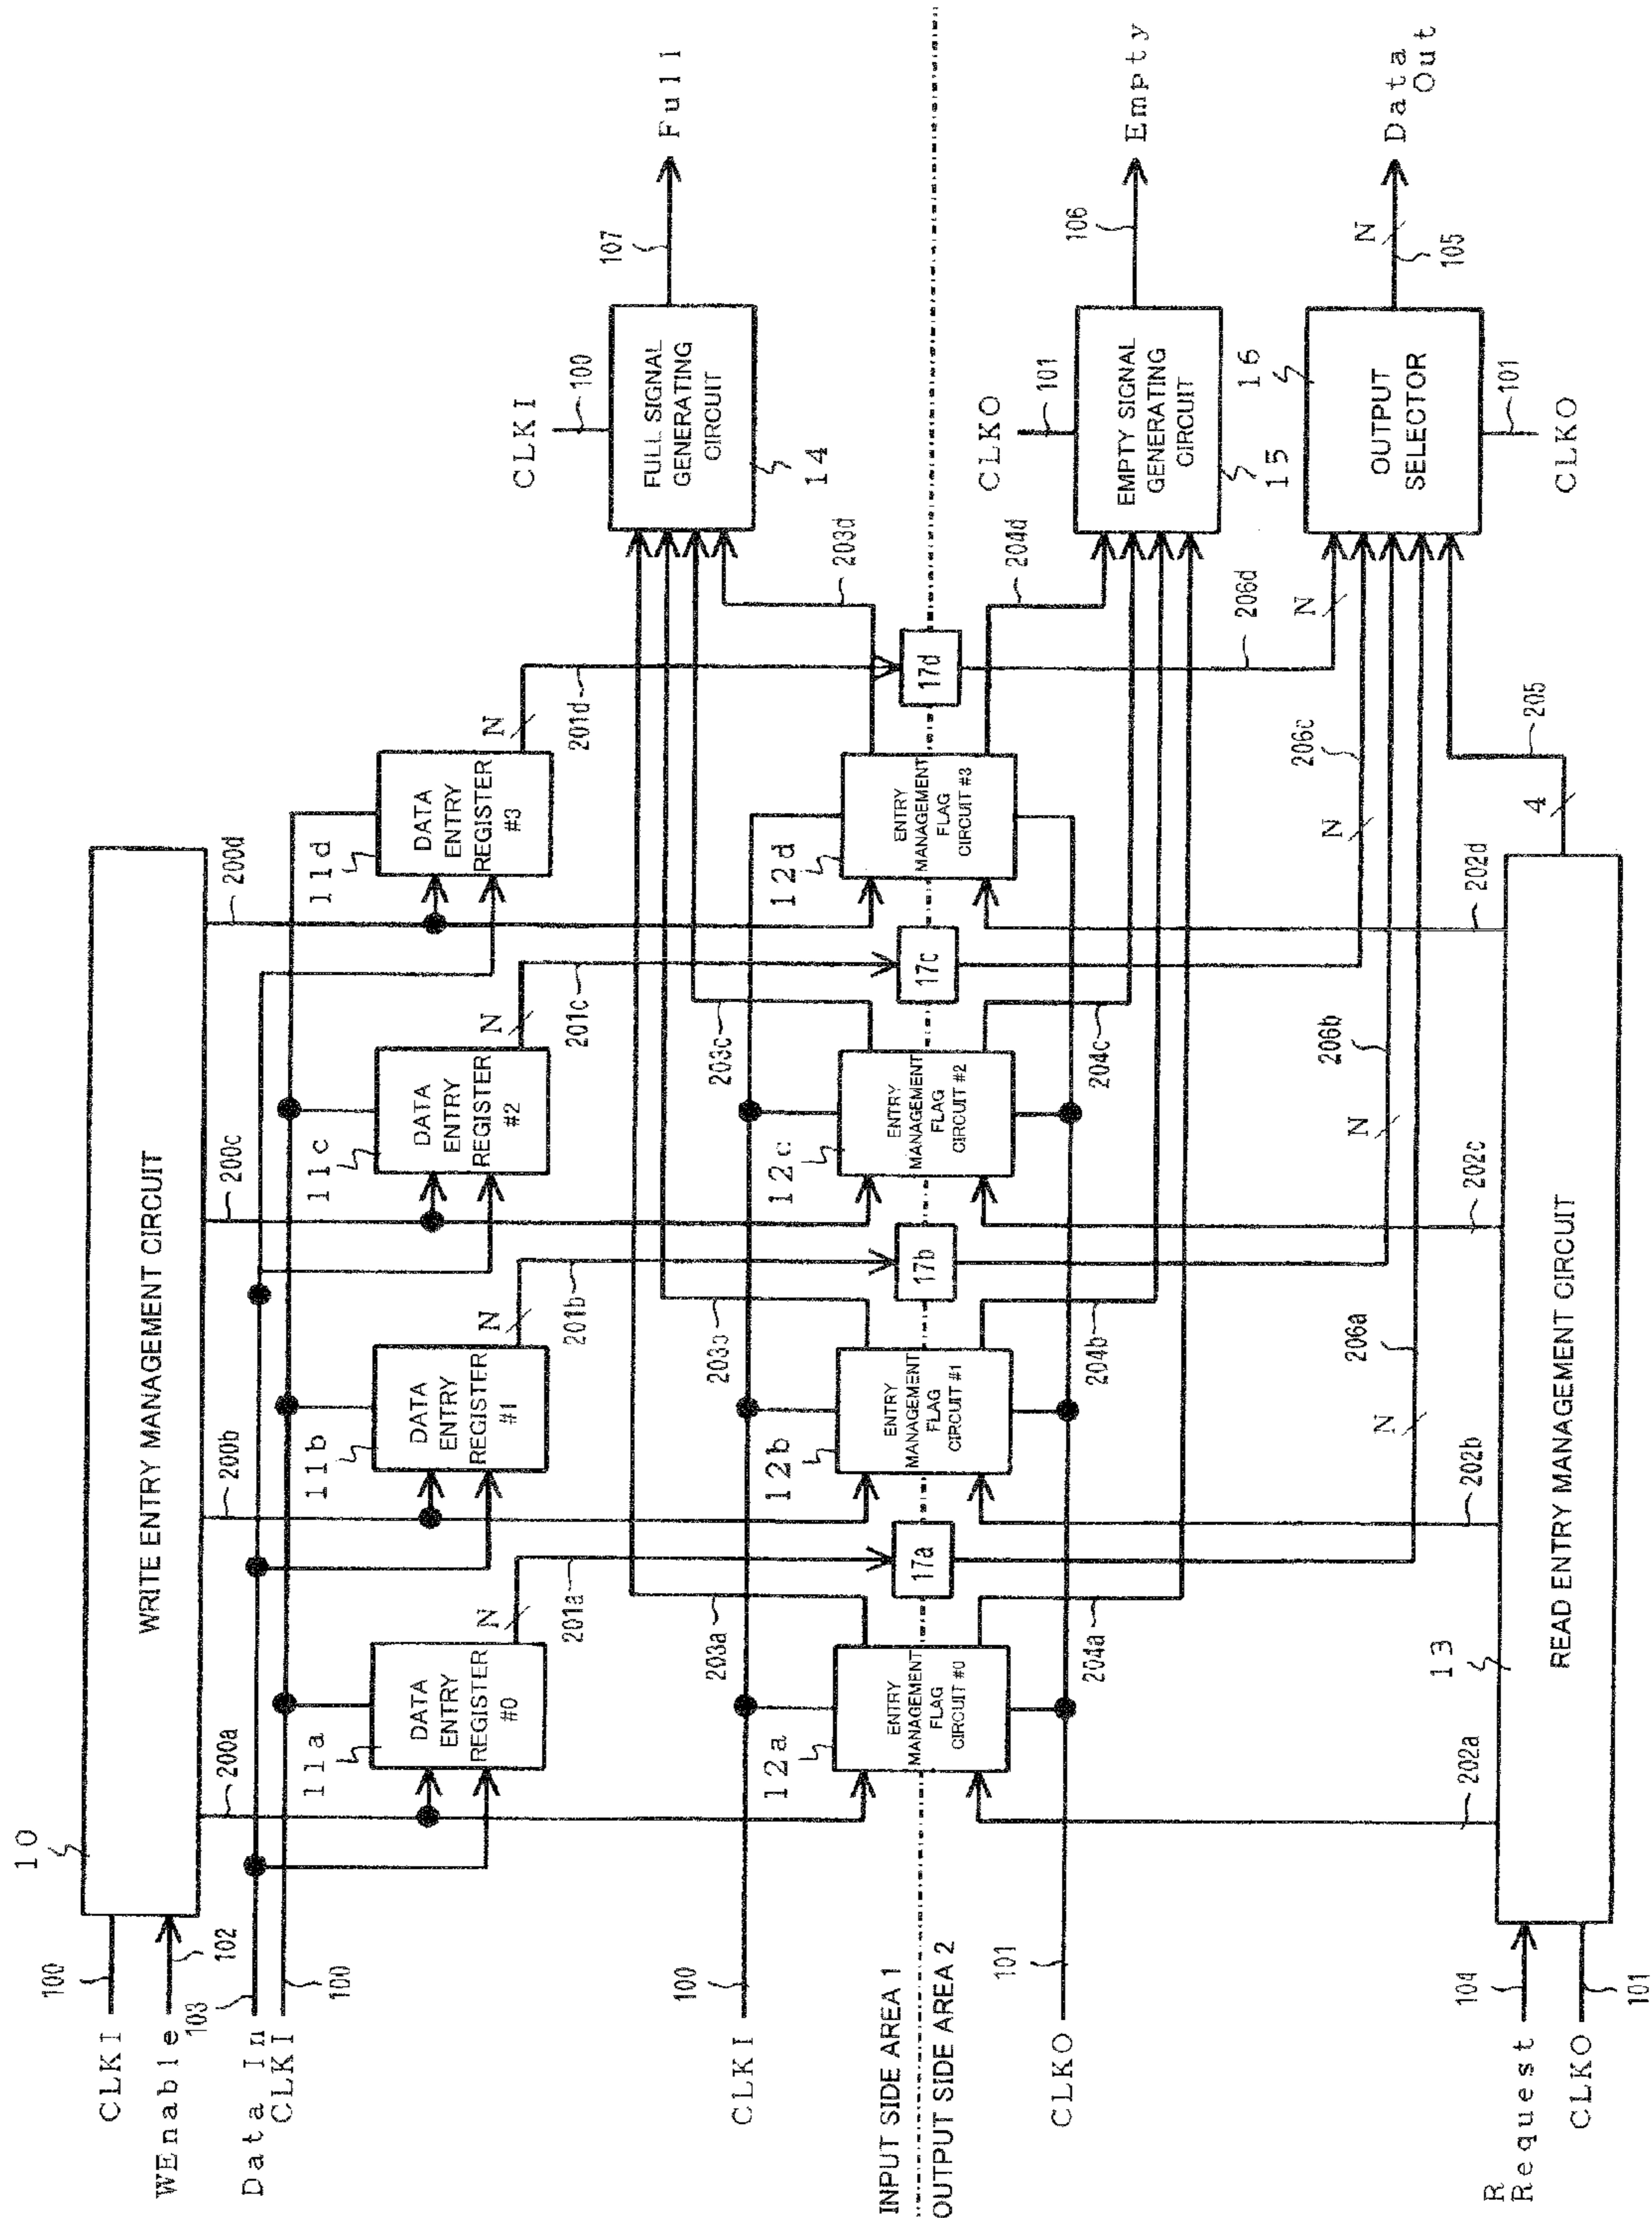 10
CLKI
100
WEnable
102
103
Data In
CLKI
100
WRITE ENTRY MANAGEMENT CIRCUIT
200a
200b
200c
200d
11a
DATA
ENTRY
REGISTER
#0
N
201a
11b
DATA
ENTRY
REGISTER
#1
N
201b
11c
DATA
ENTRY
REGISTER
#2
N
201c
11d
DATA
ENTRY
REGISTER
#3
N
201d
CLKI
100
FULL SIGNAL
GENERATING
CIRCUIT
14
107
Full
203a
203b
203c
203d
CLKI
100
12a
ENTRY
MANAGEMENT
FLAG
CIRCUIT #0
17a
12b
ENTRY
MANAGEMENT
FLAG
CIRCUIT #1
17b
12c
ENTRY
MANAGEMENT
FLAG
CIRCUIT #2
17c
12d
ENTRY
MANAGEMENT
FLAG
CIRCUIT #3
17d
INPUT SIDE AREA 1
OUTPUT SIDE AREA 2
CLKO
101
204a
204b
204c
204d
CLKO
101
EMPTY SIGNAL
GENERATING
CIRCUIT
15
106
Empty
206a
N
206b
N
206c
N
206d
N
16
OUTPUT
SELECTOR
101
CLKO
N
105
Data
Out
202a
202b
202c
202d
4
205
13
READ ENTRY MANAGEMENT CIRCUIT
R
Request
104
CLKO
101